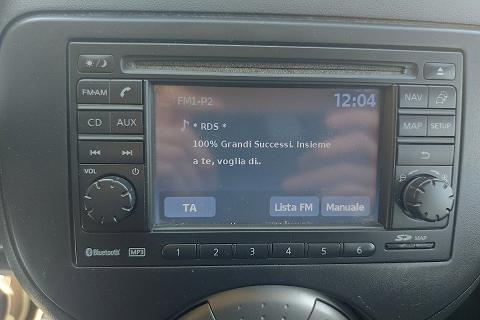 FM•AM
CD AUX
VOL
FM1-P2 12:04
* RDS *
100% Grandi Successi. Insieme
a te, voglia di..
TA Lista FM Manuale
NAV
MAP SETUP
Bluetooth MP3 1 2 3 4 5 6 SD MAP